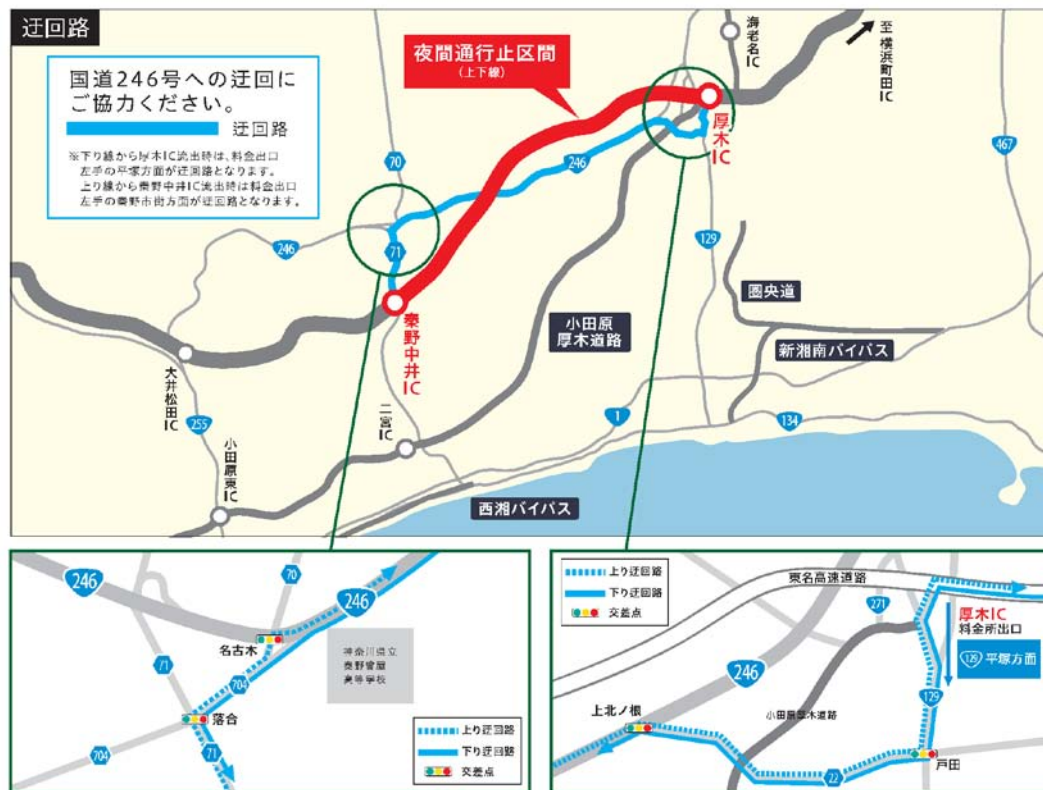 迂回路
国道246号への迂回に
ご協力ください。
迂回路
※下り線から厚木IC流出時は、料金出口
左手の平塚方面が迂回路となります。
上り線から秦野中井IC流出時は料金出口
左手の秦野市街方面が迂回路となります。
夜間通行止区間
(上下線)
海老名IC
至 横浜町田IC
厚木IC
70
246
467
246
71
129
秦野中井IC
圏央道
小田原
厚木道路
新湘南バイパス
大井松田IC
255
二宮IC
1
134
小田原東IC
西湘バイパス
246
70
246
名古木
神奈川県立
秦野曽屋
高等学校
71
704
落合
71
704
上り迂回路
下り迂回路
交差点
上り迂回路
下り迂回路
交差点
東名高速道路
271
厚木IC
料金所出口
129 平塚方面
246
129
上北ノ根
小田原厚木道路
戸田
22